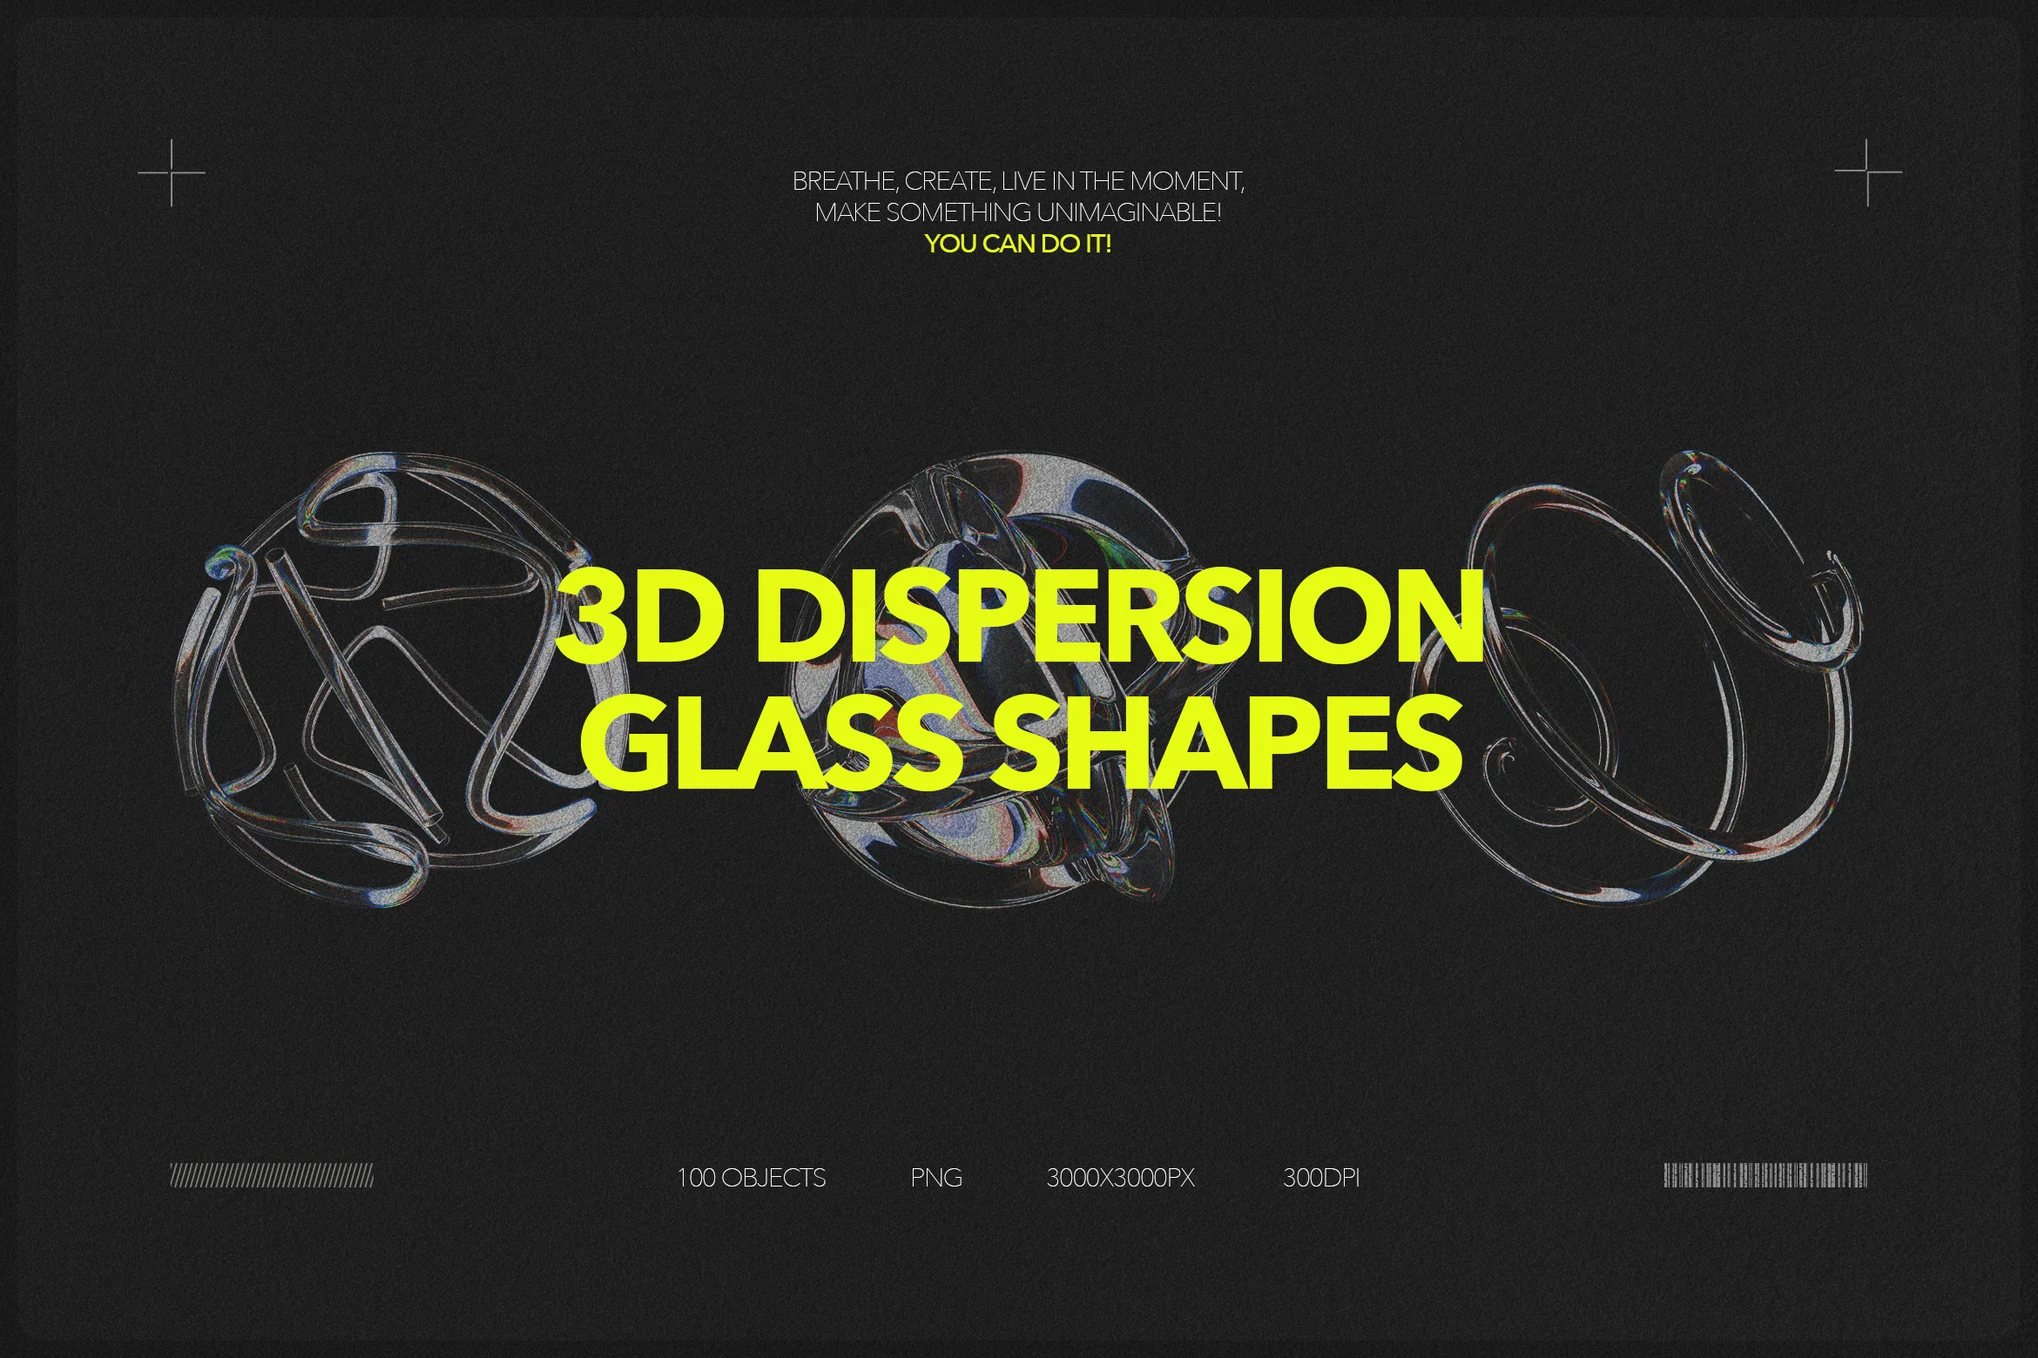 BREATHE, CREATE, LIVE IN THE MOMENT,
MAKE SOMETHING UNIMAGINABLE!
YOU CAN DO IT!
3D DISPERSION
GLASS SHAPES
100 OBJECTS PNG 3000X3000PX 300DPI